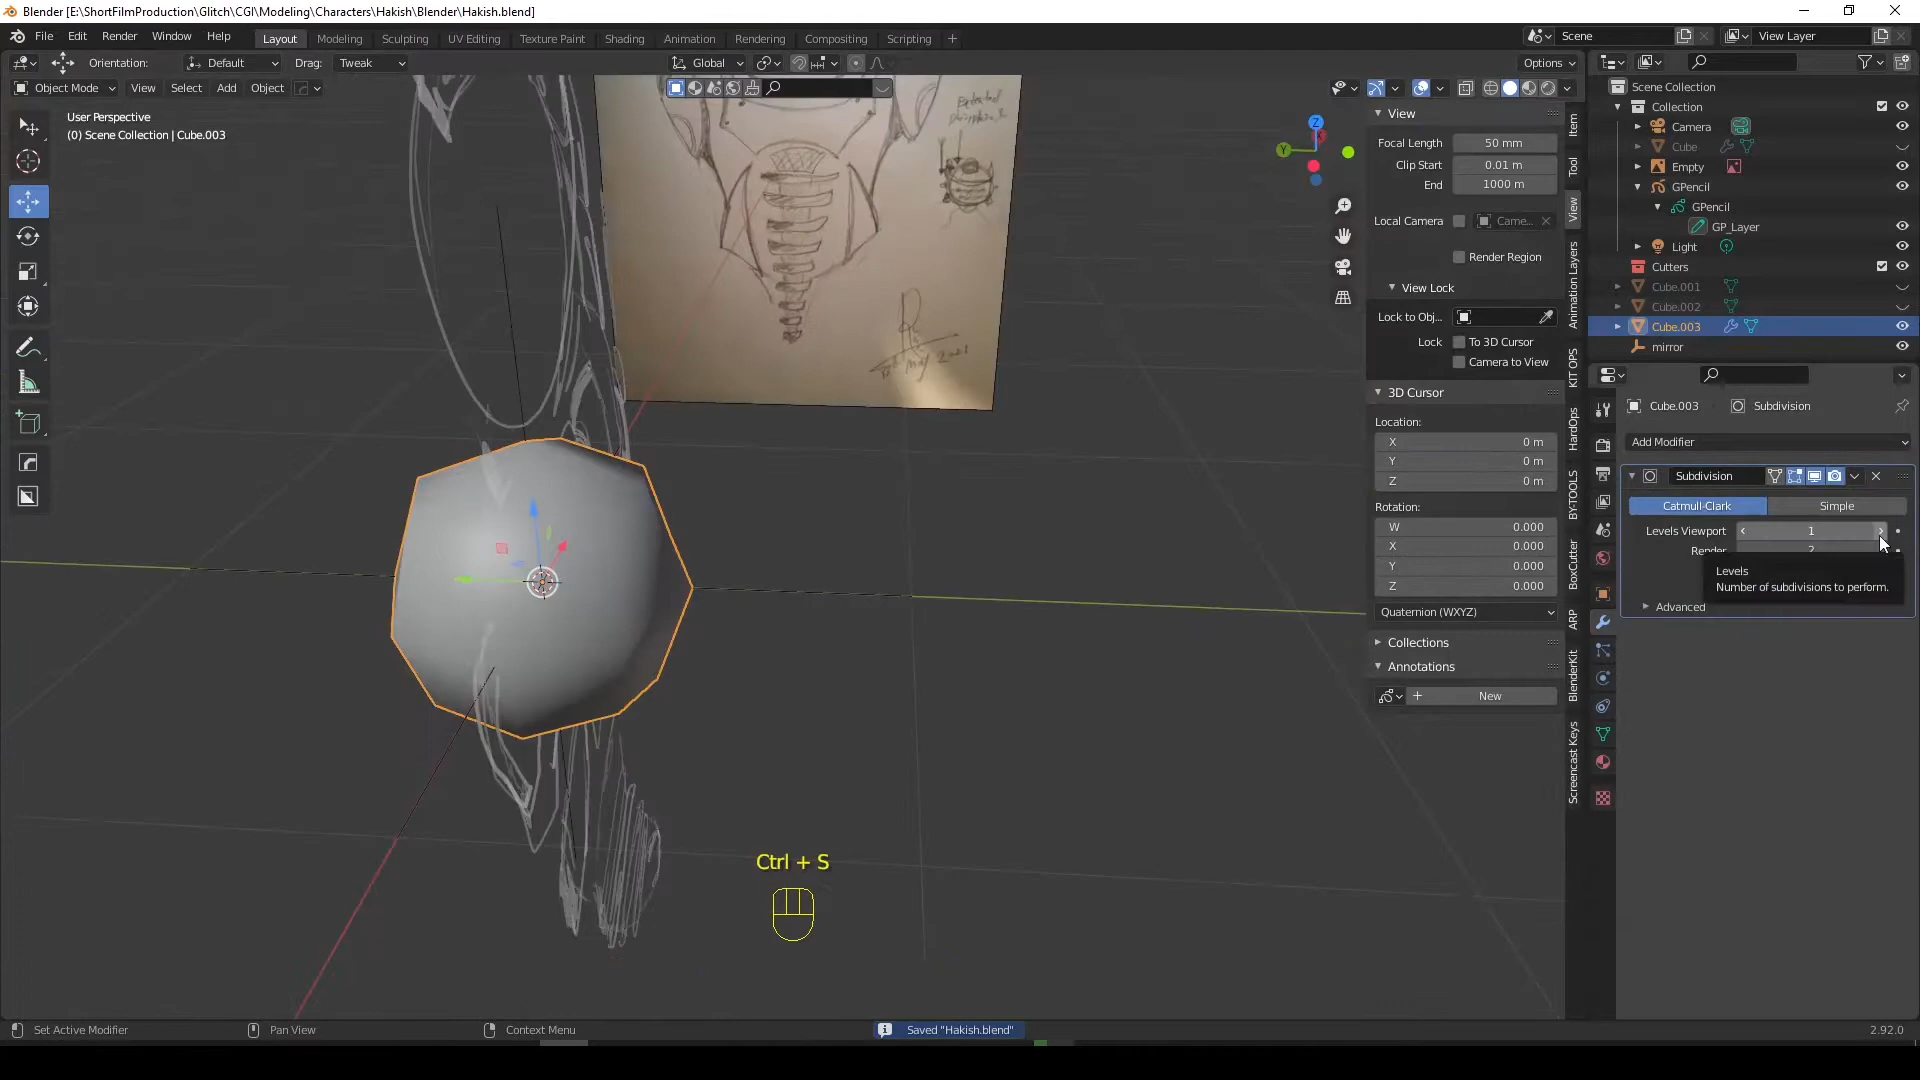 Blender [E:\ShortFilmProduction\Glitch\CGI\Modeling\Characters\Hakish\Blender\Hakish.blend]
File Edit Render Window Help
Layout Modeling Sculpting UV Editing Texture Paint Shading Animation Rendering Compositing Scripting +
Scene
View Layer
Orientation: Default Drag: Tweak
Global
Options
Object Mode View Select Add Object
User Perspective
(0) Scene Collection | Cube.003
Z
Y
View
Focal Length 50 mm
Clip Start 0.01 m
End 1000 m
Local Camera Came...
Render Region
View Lock
Lock to Obj...
Lock To 3D Cursor
Camera to View
3D Cursor
Location:
X 0 m
Y 0 m
Z 0 m
Rotation:
W 0.000
X 0.000
Y 0.000
Z 0.000
Quaternion (WXYZ)
Collections
Annotations
New
Item
Tool
View
Animation Layers
KIT OPS
HardOps
BY-TOOLS
BoxCutter
ARP
BlenderKit
Screencast Keys
Scene Collection
Collection
Camera
Cube
Empty
GPencil
GPencil
GP_Layer
Light
Cutters
Cube.001
Cube.002
Cube.003
mirror
Cube.003 Subdivision
Add Modifier
Subdivision
Catmull-Clark Simple
Levels Viewport 1
Render 2
Levels
Number of subdivisions to perform.
Advanced
Ctrl + S
Set Active Modifier
Pan View
Context Menu
Saved "Hakish.blend"
2.92.0